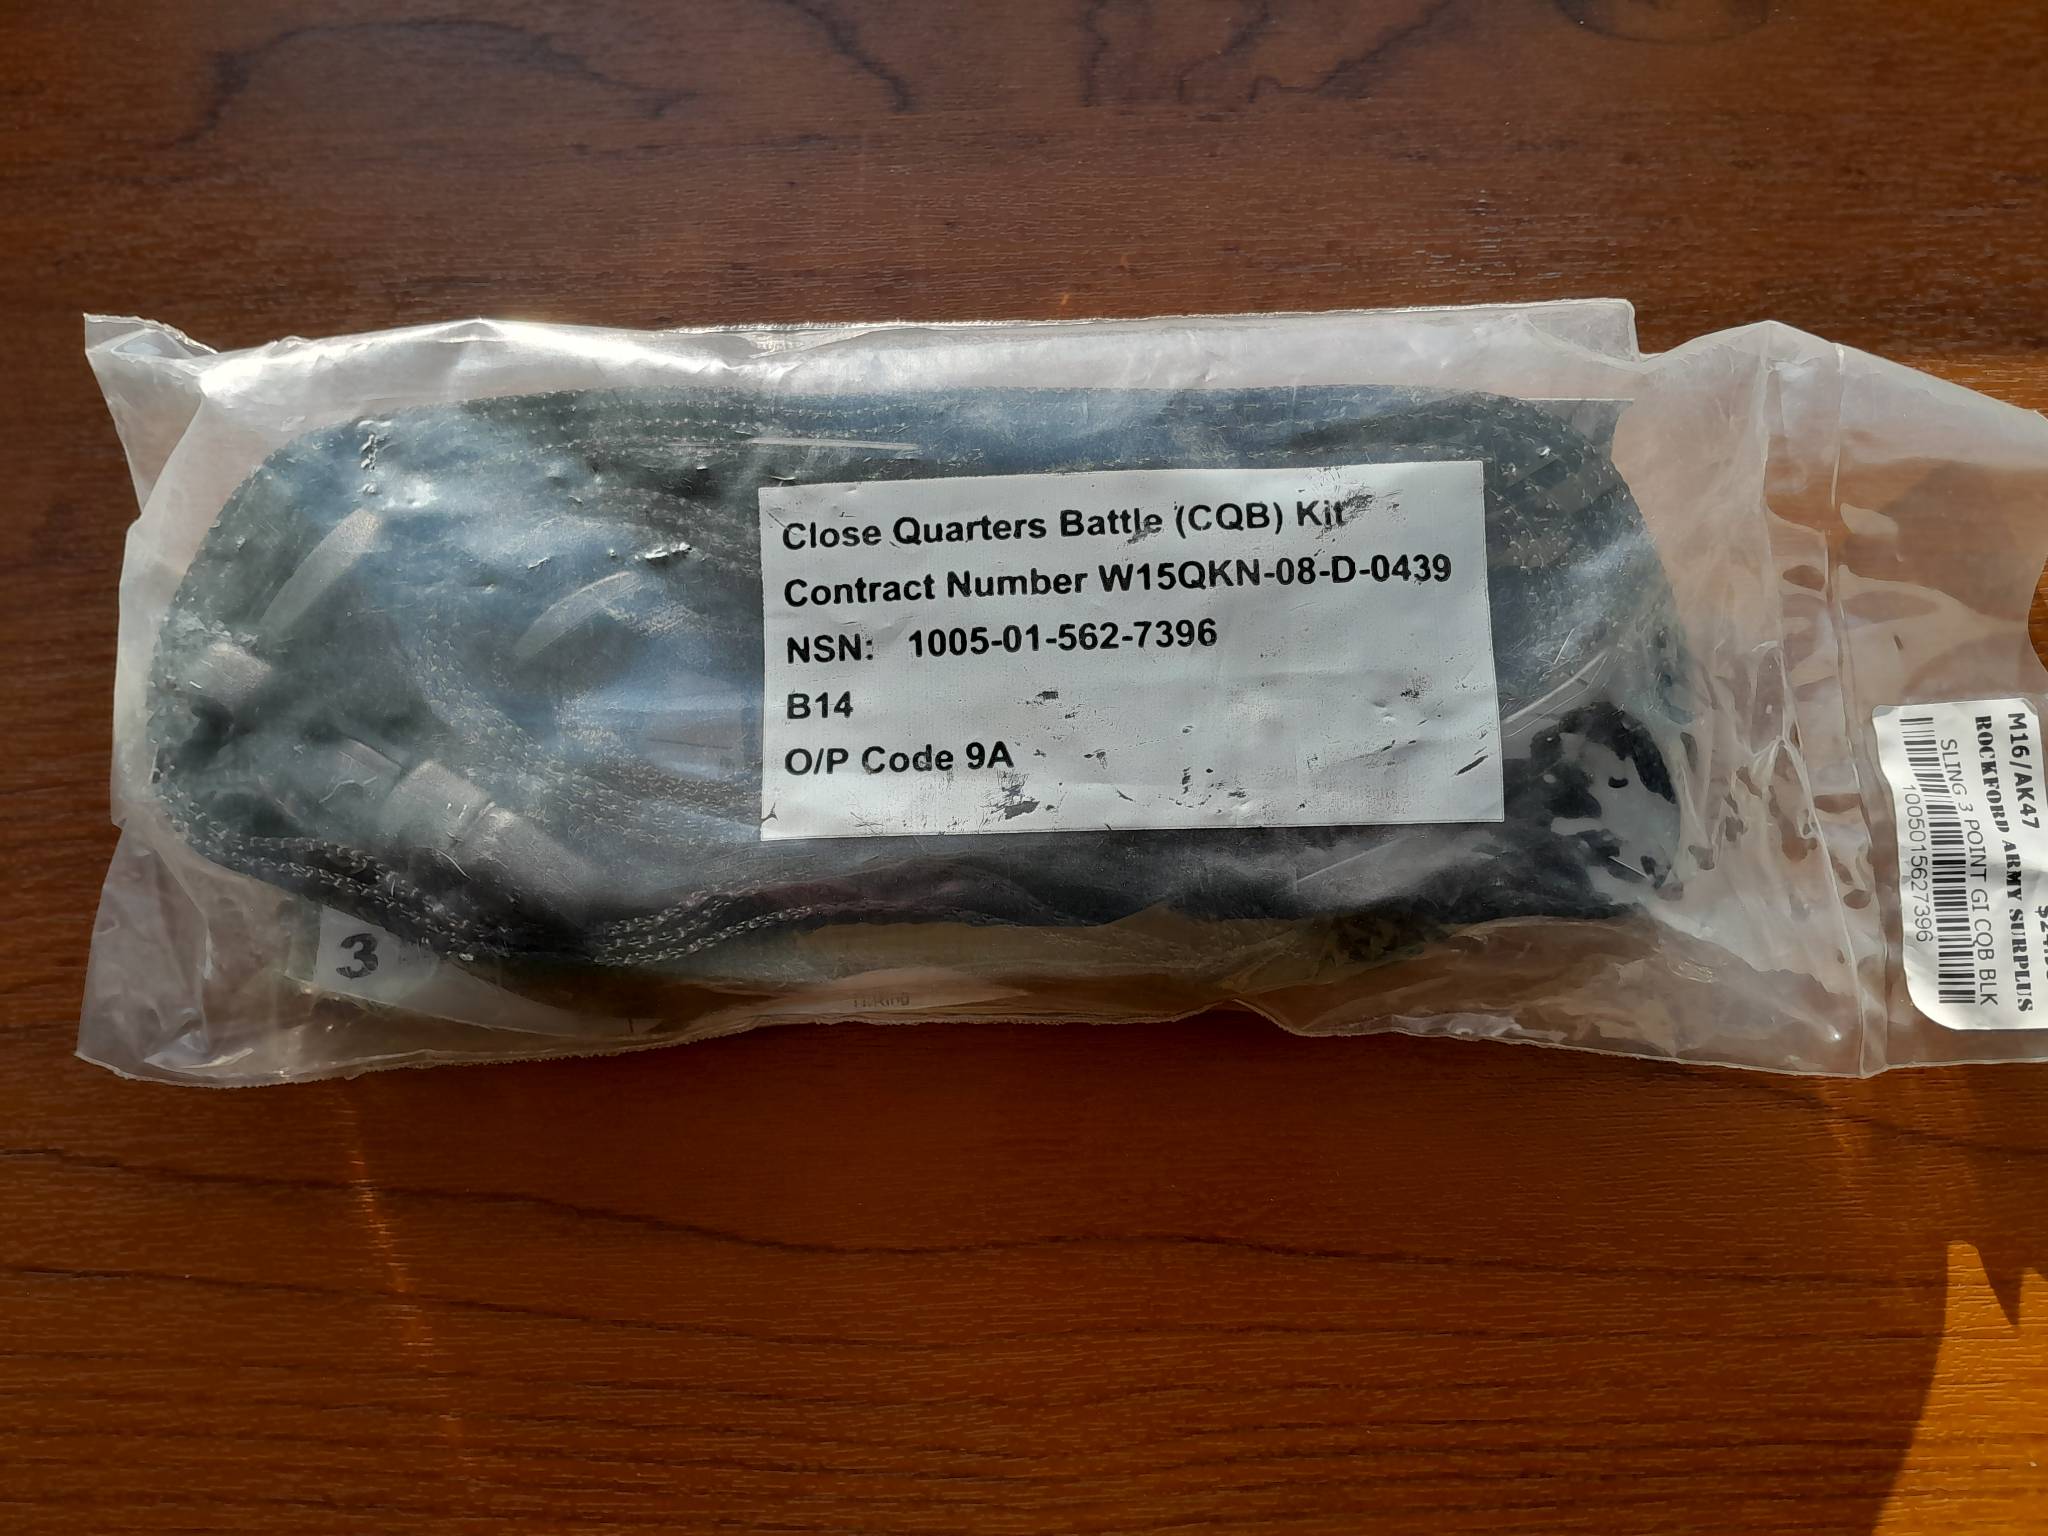 Close Quarters Battle (CQB) Kit
Contract Number W15QKN-08-D-0439
NSN: 1005-01-562-7396
B14
O/P Code 9A
3
M16/AK47
ROCKFORD ARMY SURPLUS
SLING 3 POINT GI CQB BLK
1005015627396